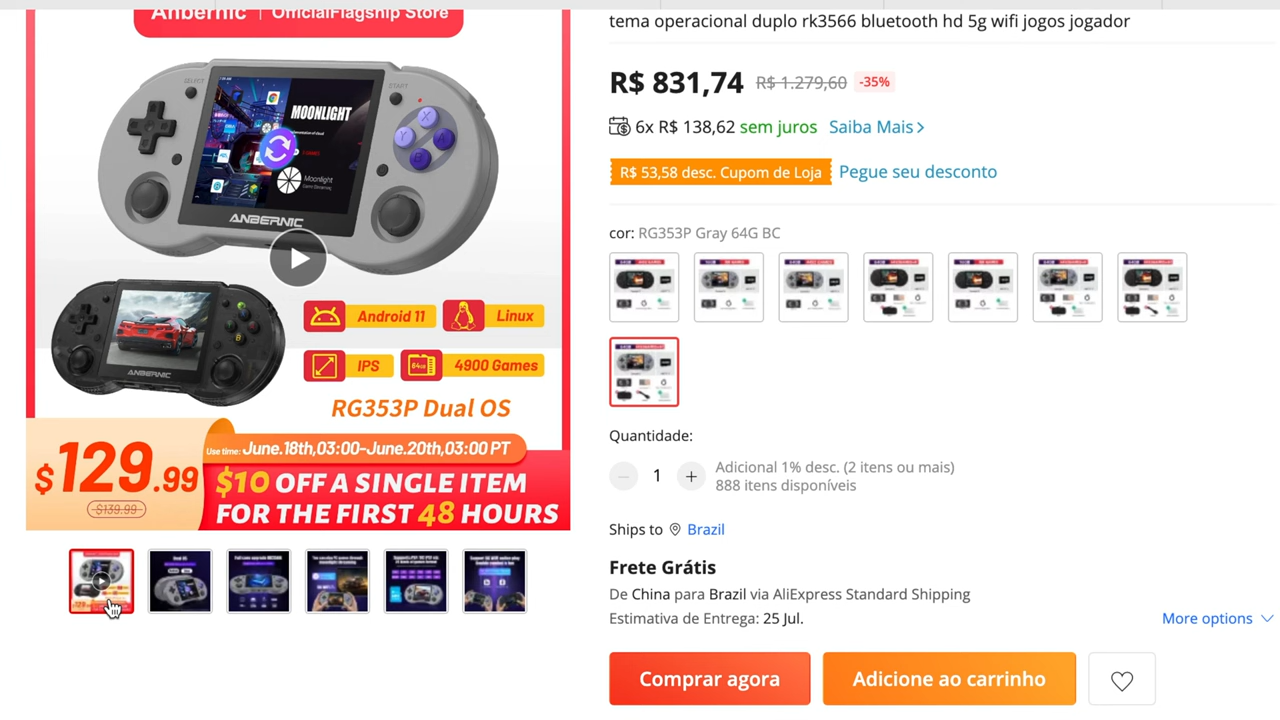 Anbernic | OfficialFlagship Store
SELECT
START
MOONLIGHT
Moonlight
X
Y
A
B
ANBERNIC
ANBERNIC
Android 11
Linux
IPS
64GB
4900 Games
RG353P Dual OS
$129.99
$139.99
Use time: June.18th,03:00-June.20th,03:00 PT
$10 OFF A SINGLE ITEM
FOR THE FIRST 48 HOURS
tema operacional duplo rk3566 bluetooth hd 5g wifi jogos jogador
R$ 831,74 R$ 1.279,60 -35%
6x R$ 138,62 sem juros Saiba Mais
R$ 53,58 desc. Cupom de Loja Pegue seu desconto
cor: RG353P Gray 64G BC
Quantidade:
1
Adicional 1% desc. (2 itens ou mais)
888 itens disponíveis
Ships to Brazil
Frete Grátis
De China para Brazil via AliExpress Standard Shipping
Estimativa de Entrega: 25 Jul.
More options
Comprar agora
Adicione ao carrinho